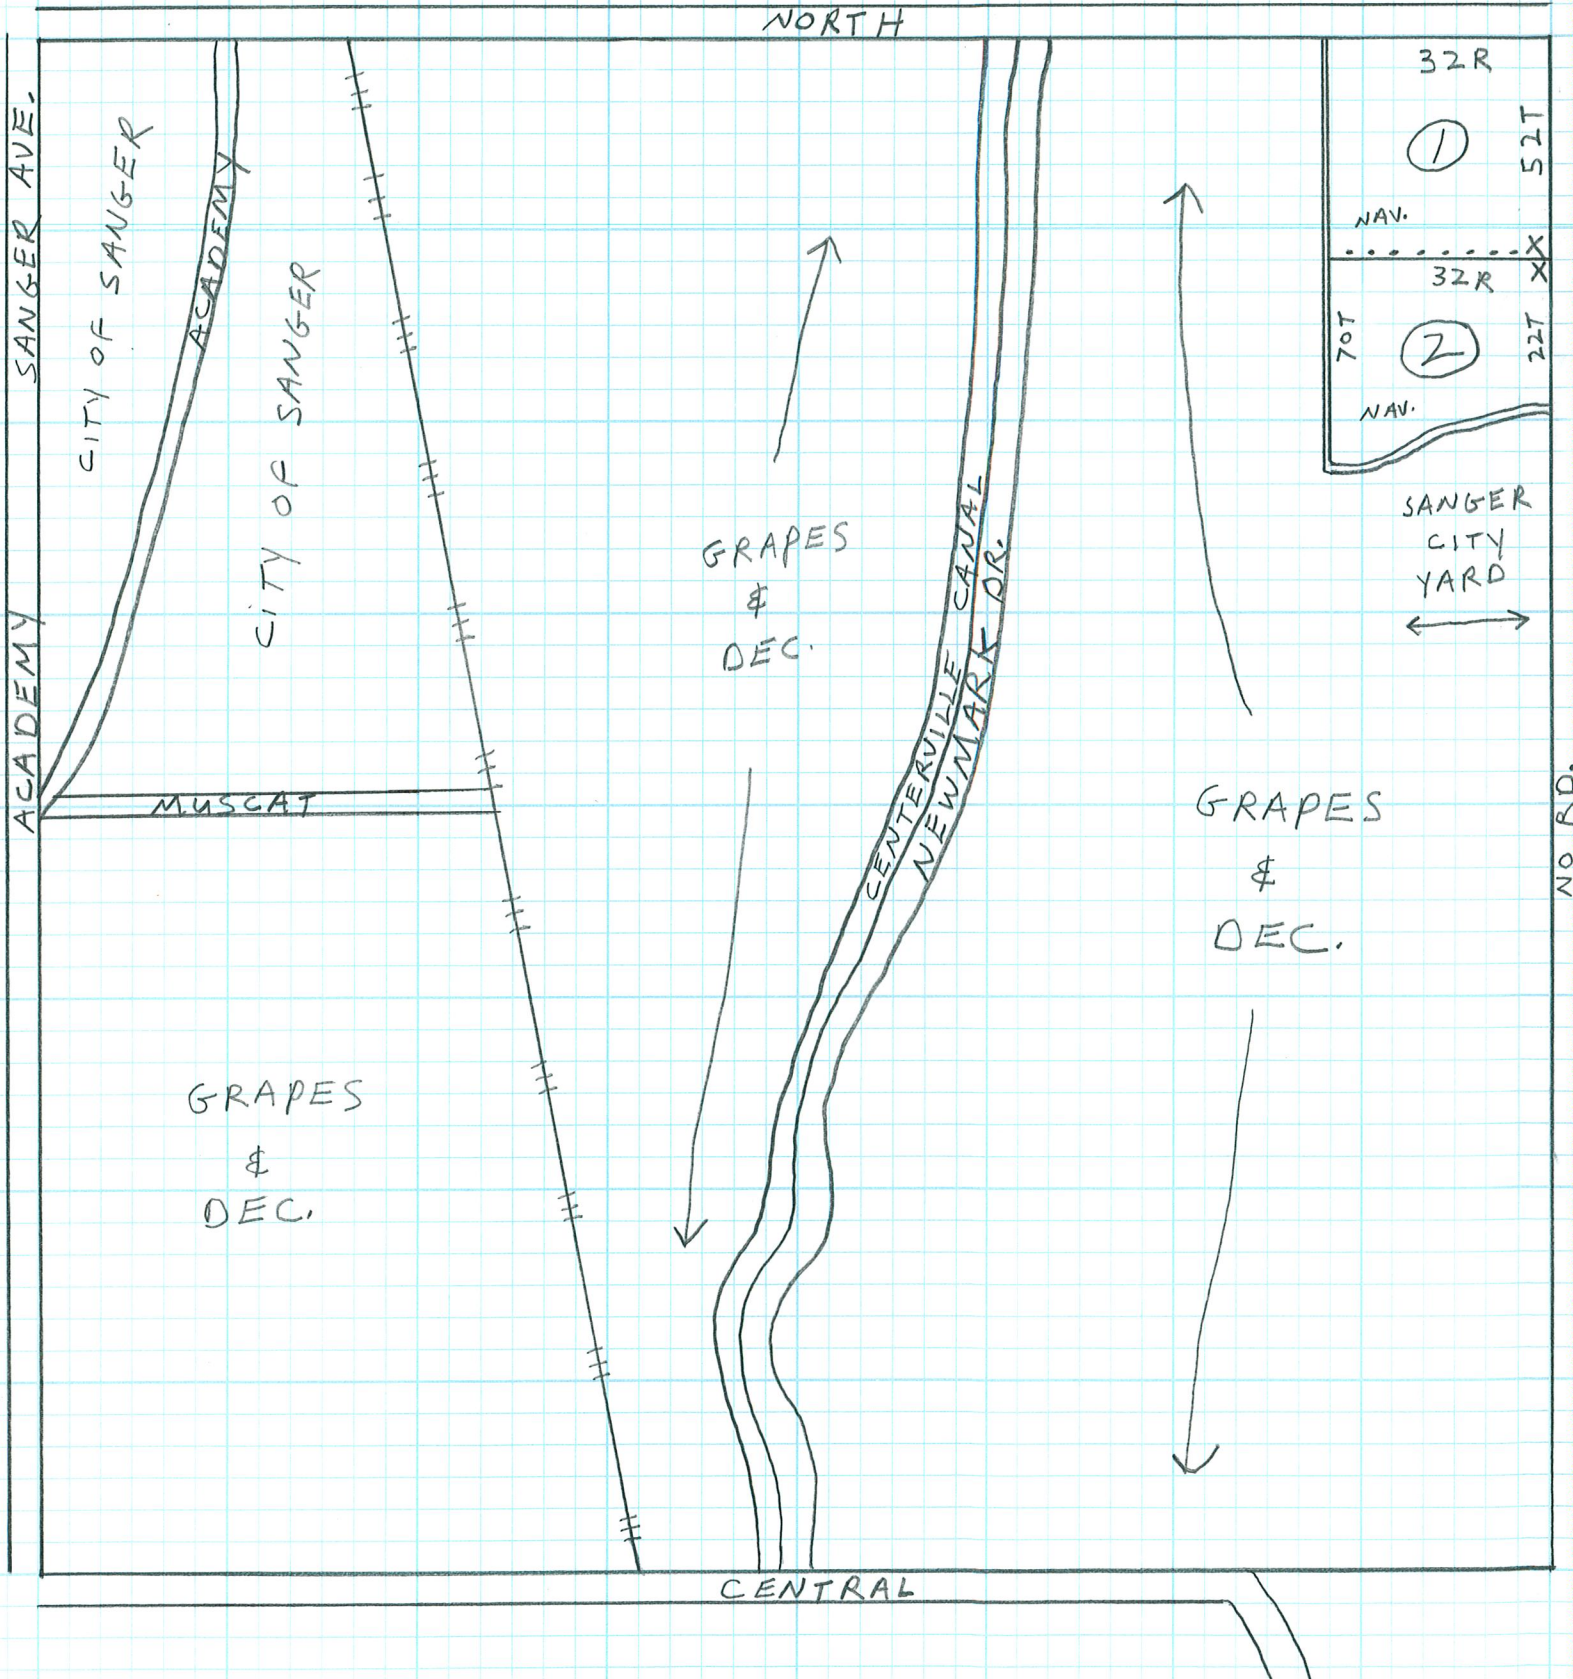 NORTH
SANGER AVE.
ACADEMY
CITY OF SANGER
ACADEMY
CITY OF SANGER
MUSCAT
GRAPES
&
DEC.
GRAPES
&
DEC.
CENTERVILLE CANAL
NEWMARK DR.
32R
1
52T
NAV.
X
X
32R
70T
2
22T
NAV.
SANGER
CITY
YARD
GRAPES
&
DEC.
NO RD.
CENTRAL